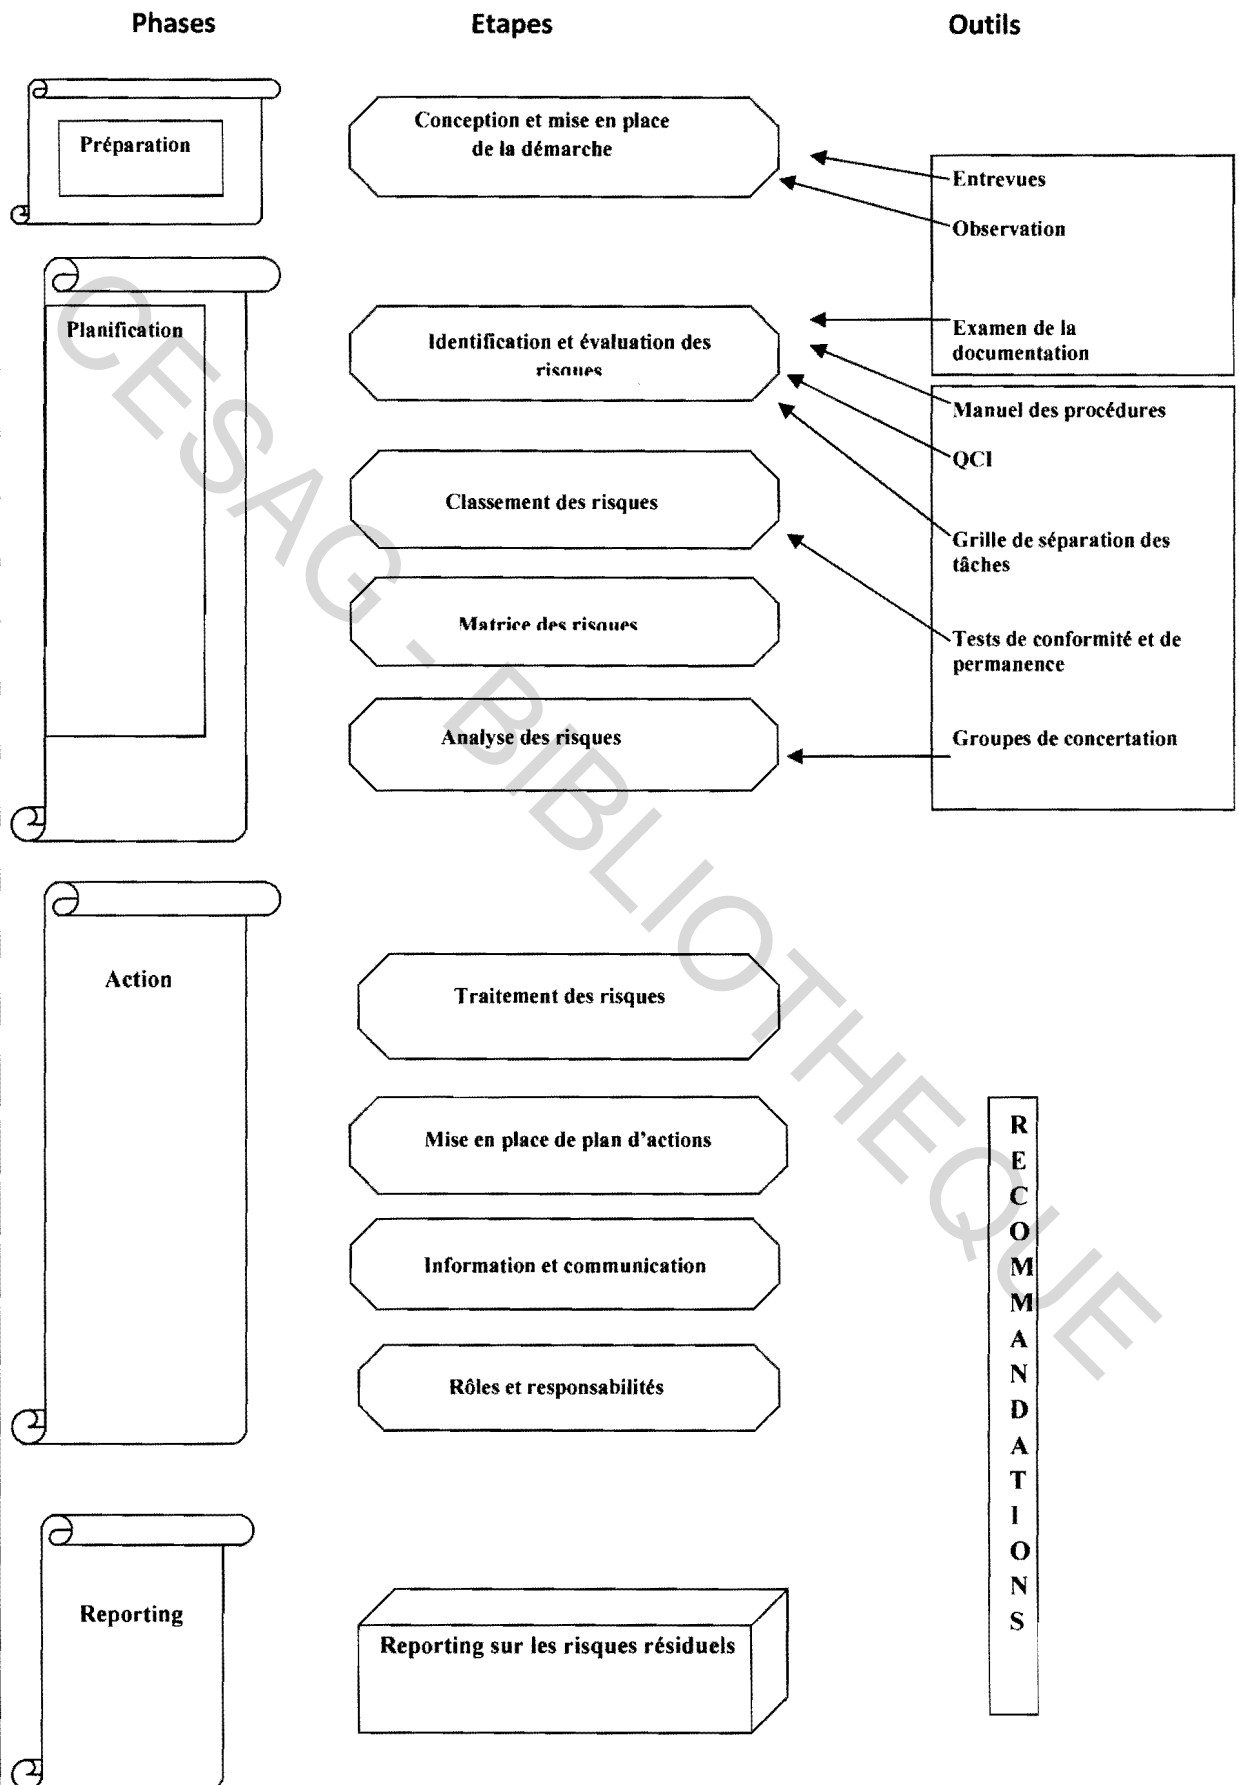 Phases
Etapes
Outils
Préparation
Conception et mise en place
de la démarche
Entrevues
Observation
Planification
Identification et évaluation des
risques
Examen de la
documentation
Manuel des procédures
QCI
Classement des risques
Grille de séparation des
tâches
Matrice des risques
Tests de conformité et de
permanence
Analyse des risques
Groupes de concertation
Action
Traitement des risques
Mise en place de plan d'actions
Information et communication
Rôles et responsabilités
RECOMMANDATIONS
Reporting
Reporting sur les risques résiduels
CESAG - BIBLIOTHEQUE